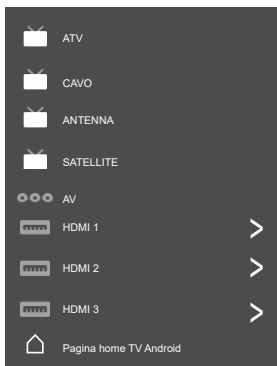 ATV
CAVO
ANTENNA
SATELLITE
AV
HDMI 1
HDMI 2
HDMI 3
Pagina home TV Android